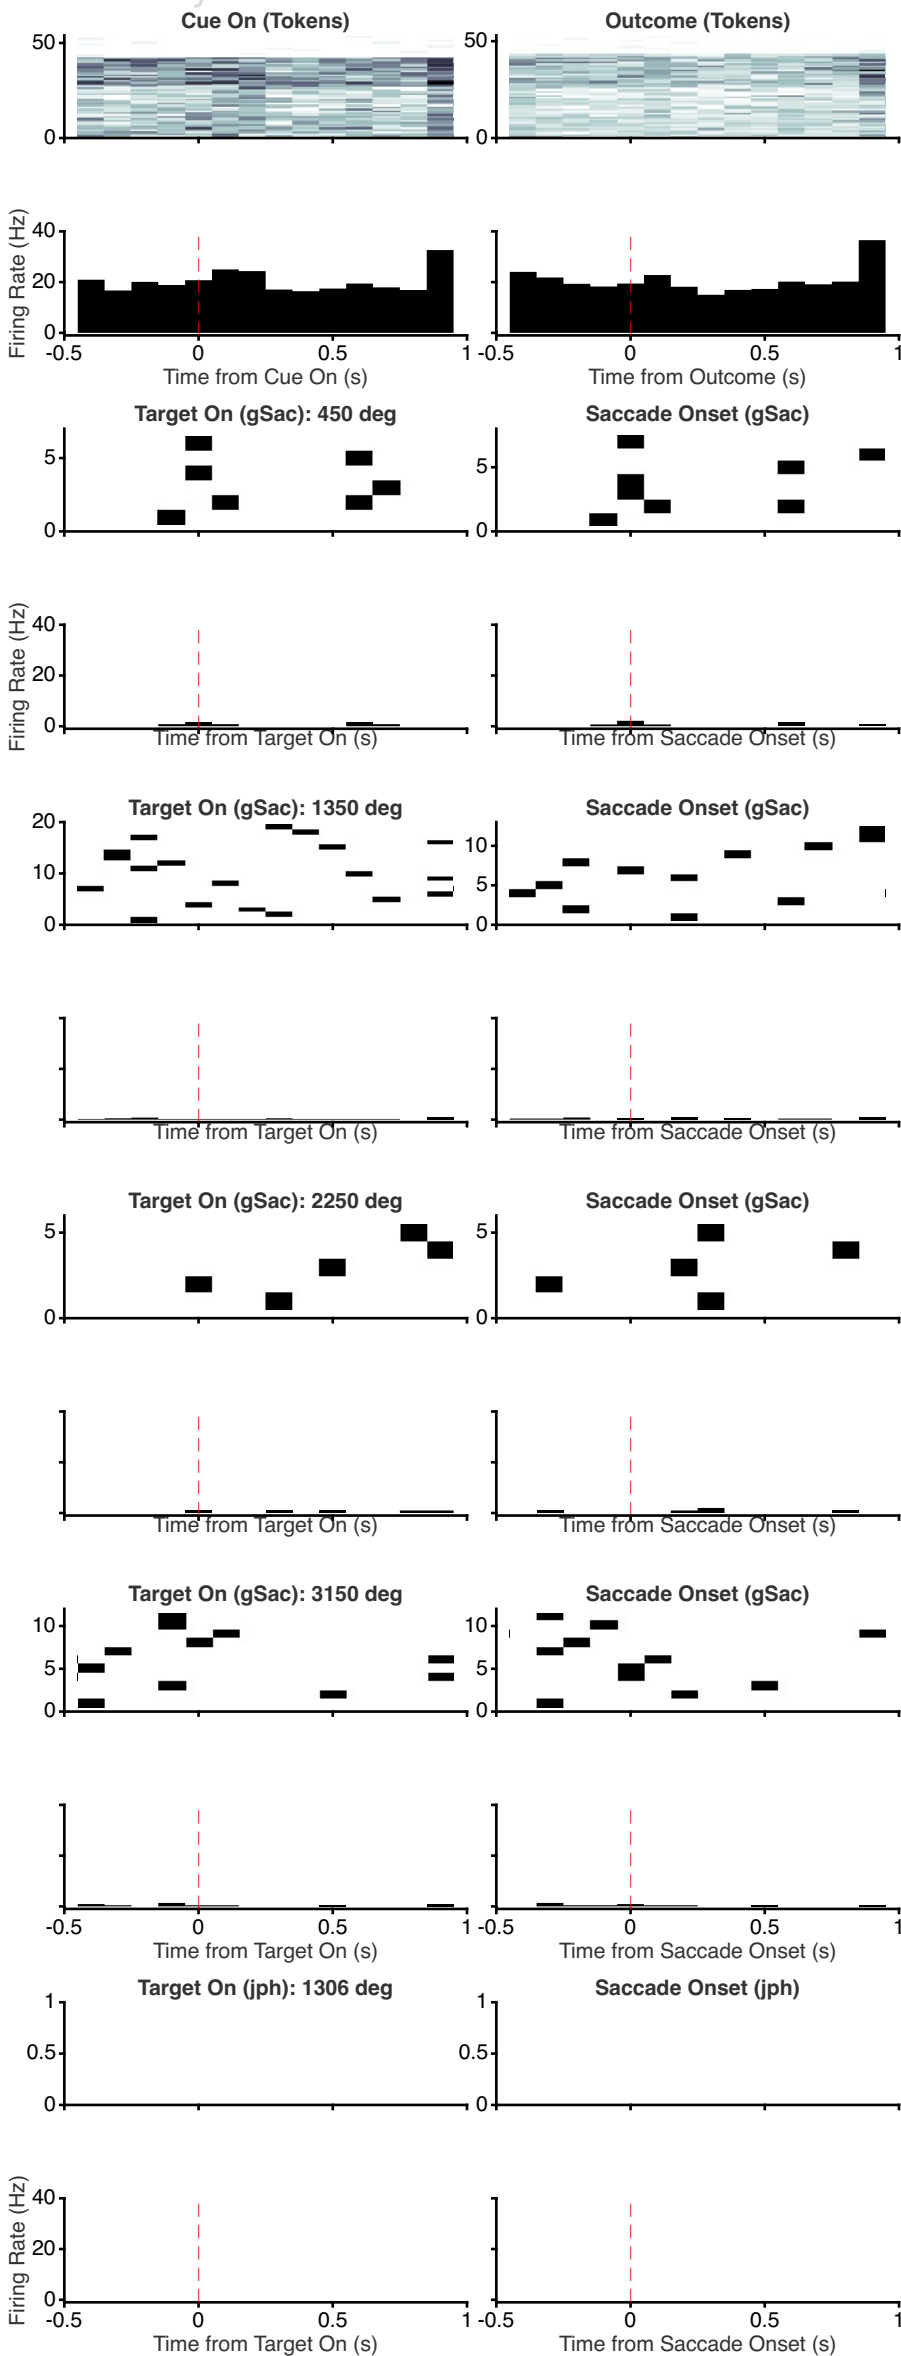 Cue On (Tokens) Outcome (Tokens)
50 50
0 0
Firing Rate (Hz)
40
20
0
-0.5 0 0.5 1 -0.5 0 0.5 1
Time from Cue On (s) Time from Outcome (s)
Target On (gSac): 450 deg Saccade Onset (gSac)
5 5
0 0
Firing Rate (Hz)
40
20
0
Time from Target On (s) Time from Saccade Onset (s)
Target On (gSac): 1350 deg Saccade Onset (gSac)
20
10 10
5
0 0
Time from Target On (s) Time from Saccade Onset (s)
Target On (gSac): 2250 deg Saccade Onset (gSac)
5 5
0 0
Time from Target On (s) Time from Saccade Onset (s)
Target On (gSac): 3150 deg Saccade Onset (gSac)
10 10
5 5
0 0
-0.5 0 0.5 1 -0.5 0 0.5 1
Time from Target On (s) Time from Saccade Onset (s)
Target On (jph): 1306 deg Saccade Onset (jph)
1 1
0.5 0.5
0 0
Firing Rate (Hz)
40
20
0
-0.5 0 0.5 1 -0.5 0 0.5 1
Time from Target On (s) Time from Saccade Onset (s)